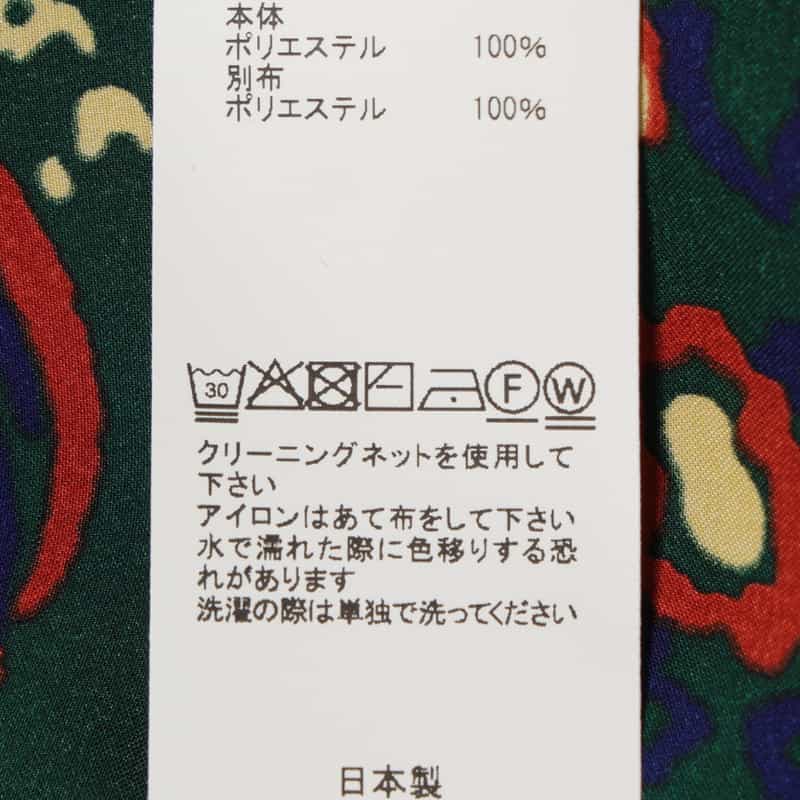 本体
ポリエステル 100%
別布
ポリエステル 100%
30 F W
クリーニングネットを使用して
下さい
アイロンはあて布をして下さい
水で濡れた際に色移りする恐
れがあります
洗濯の際は単独で洗ってください
日本製